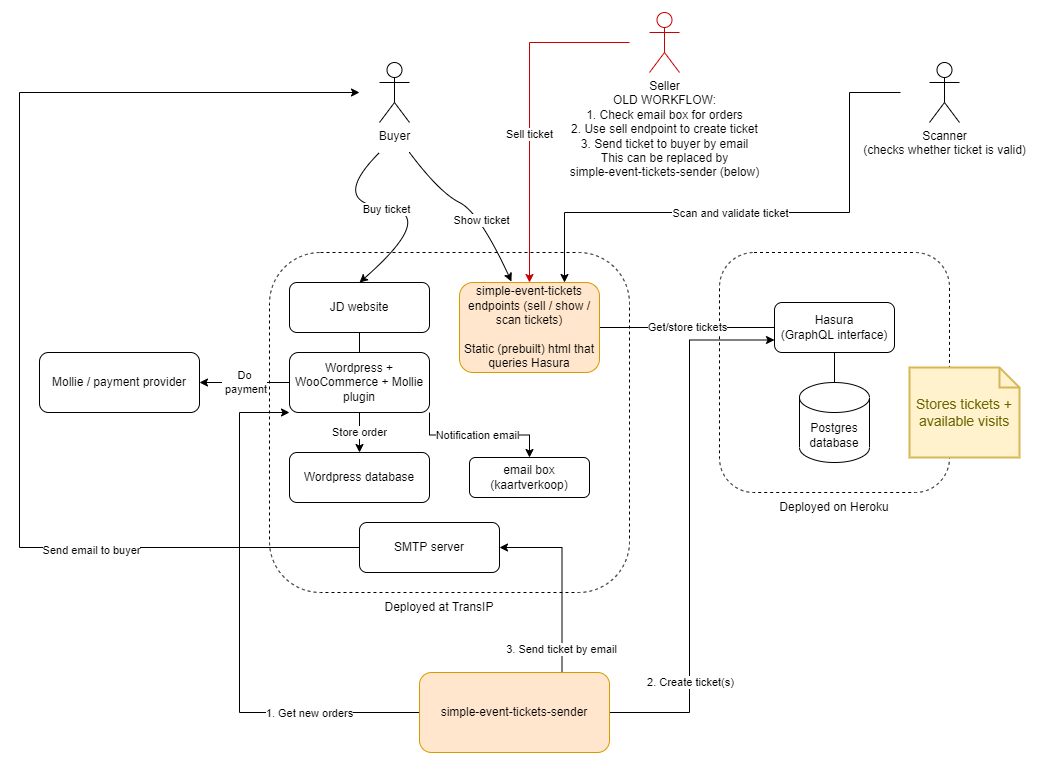 Seller
OLD WORKFLOW:
1. Check email box for orders
2. Use sell endpoint to create ticket
3. Send ticket to buyer by email
This can be replaced by
simple-event-tickets-sender (below)
Buyer
Sell ticket
Scanner
(checks whether ticket is valid)
Buy ticket
Show ticket
Scan and validate ticket
JD website
simple-event-tickets
endpoints (sell / show /
scan tickets)
Static (prebuilt) html that
queries Hasura
Get/store tickets
Hasura
(GraphQL interface)
Mollie / payment provider
Do
payment
Wordpress +
WooCommerce + Mollie
plugin
Store order
Notification email
Wordpress database
email box
(kaartverkoop)
Postgres
database
Stores tickets +
available visits
Deployed on Heroku
Send email to buyer
SMTP server
Deployed at TransIP
3. Send ticket by email
2. Create ticket(s)
1. Get new orders
simple-event-tickets-sender